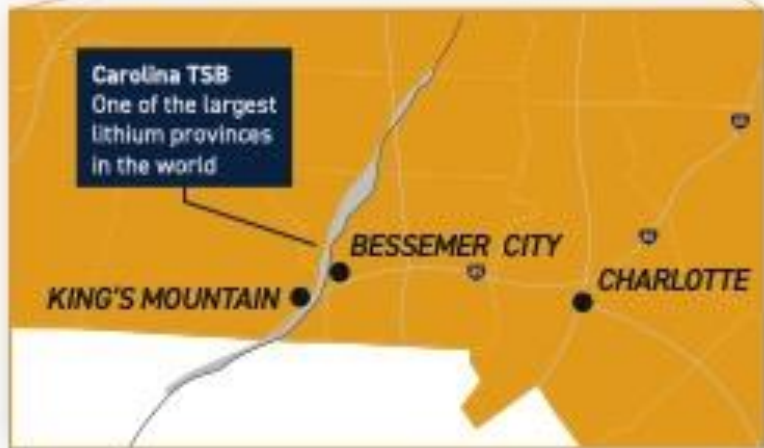 Carolina TSB
One of the largest
lithium provinces
in the world
BESSEMER CITY
KING'S MOUNTAIN
CHARLOTTE